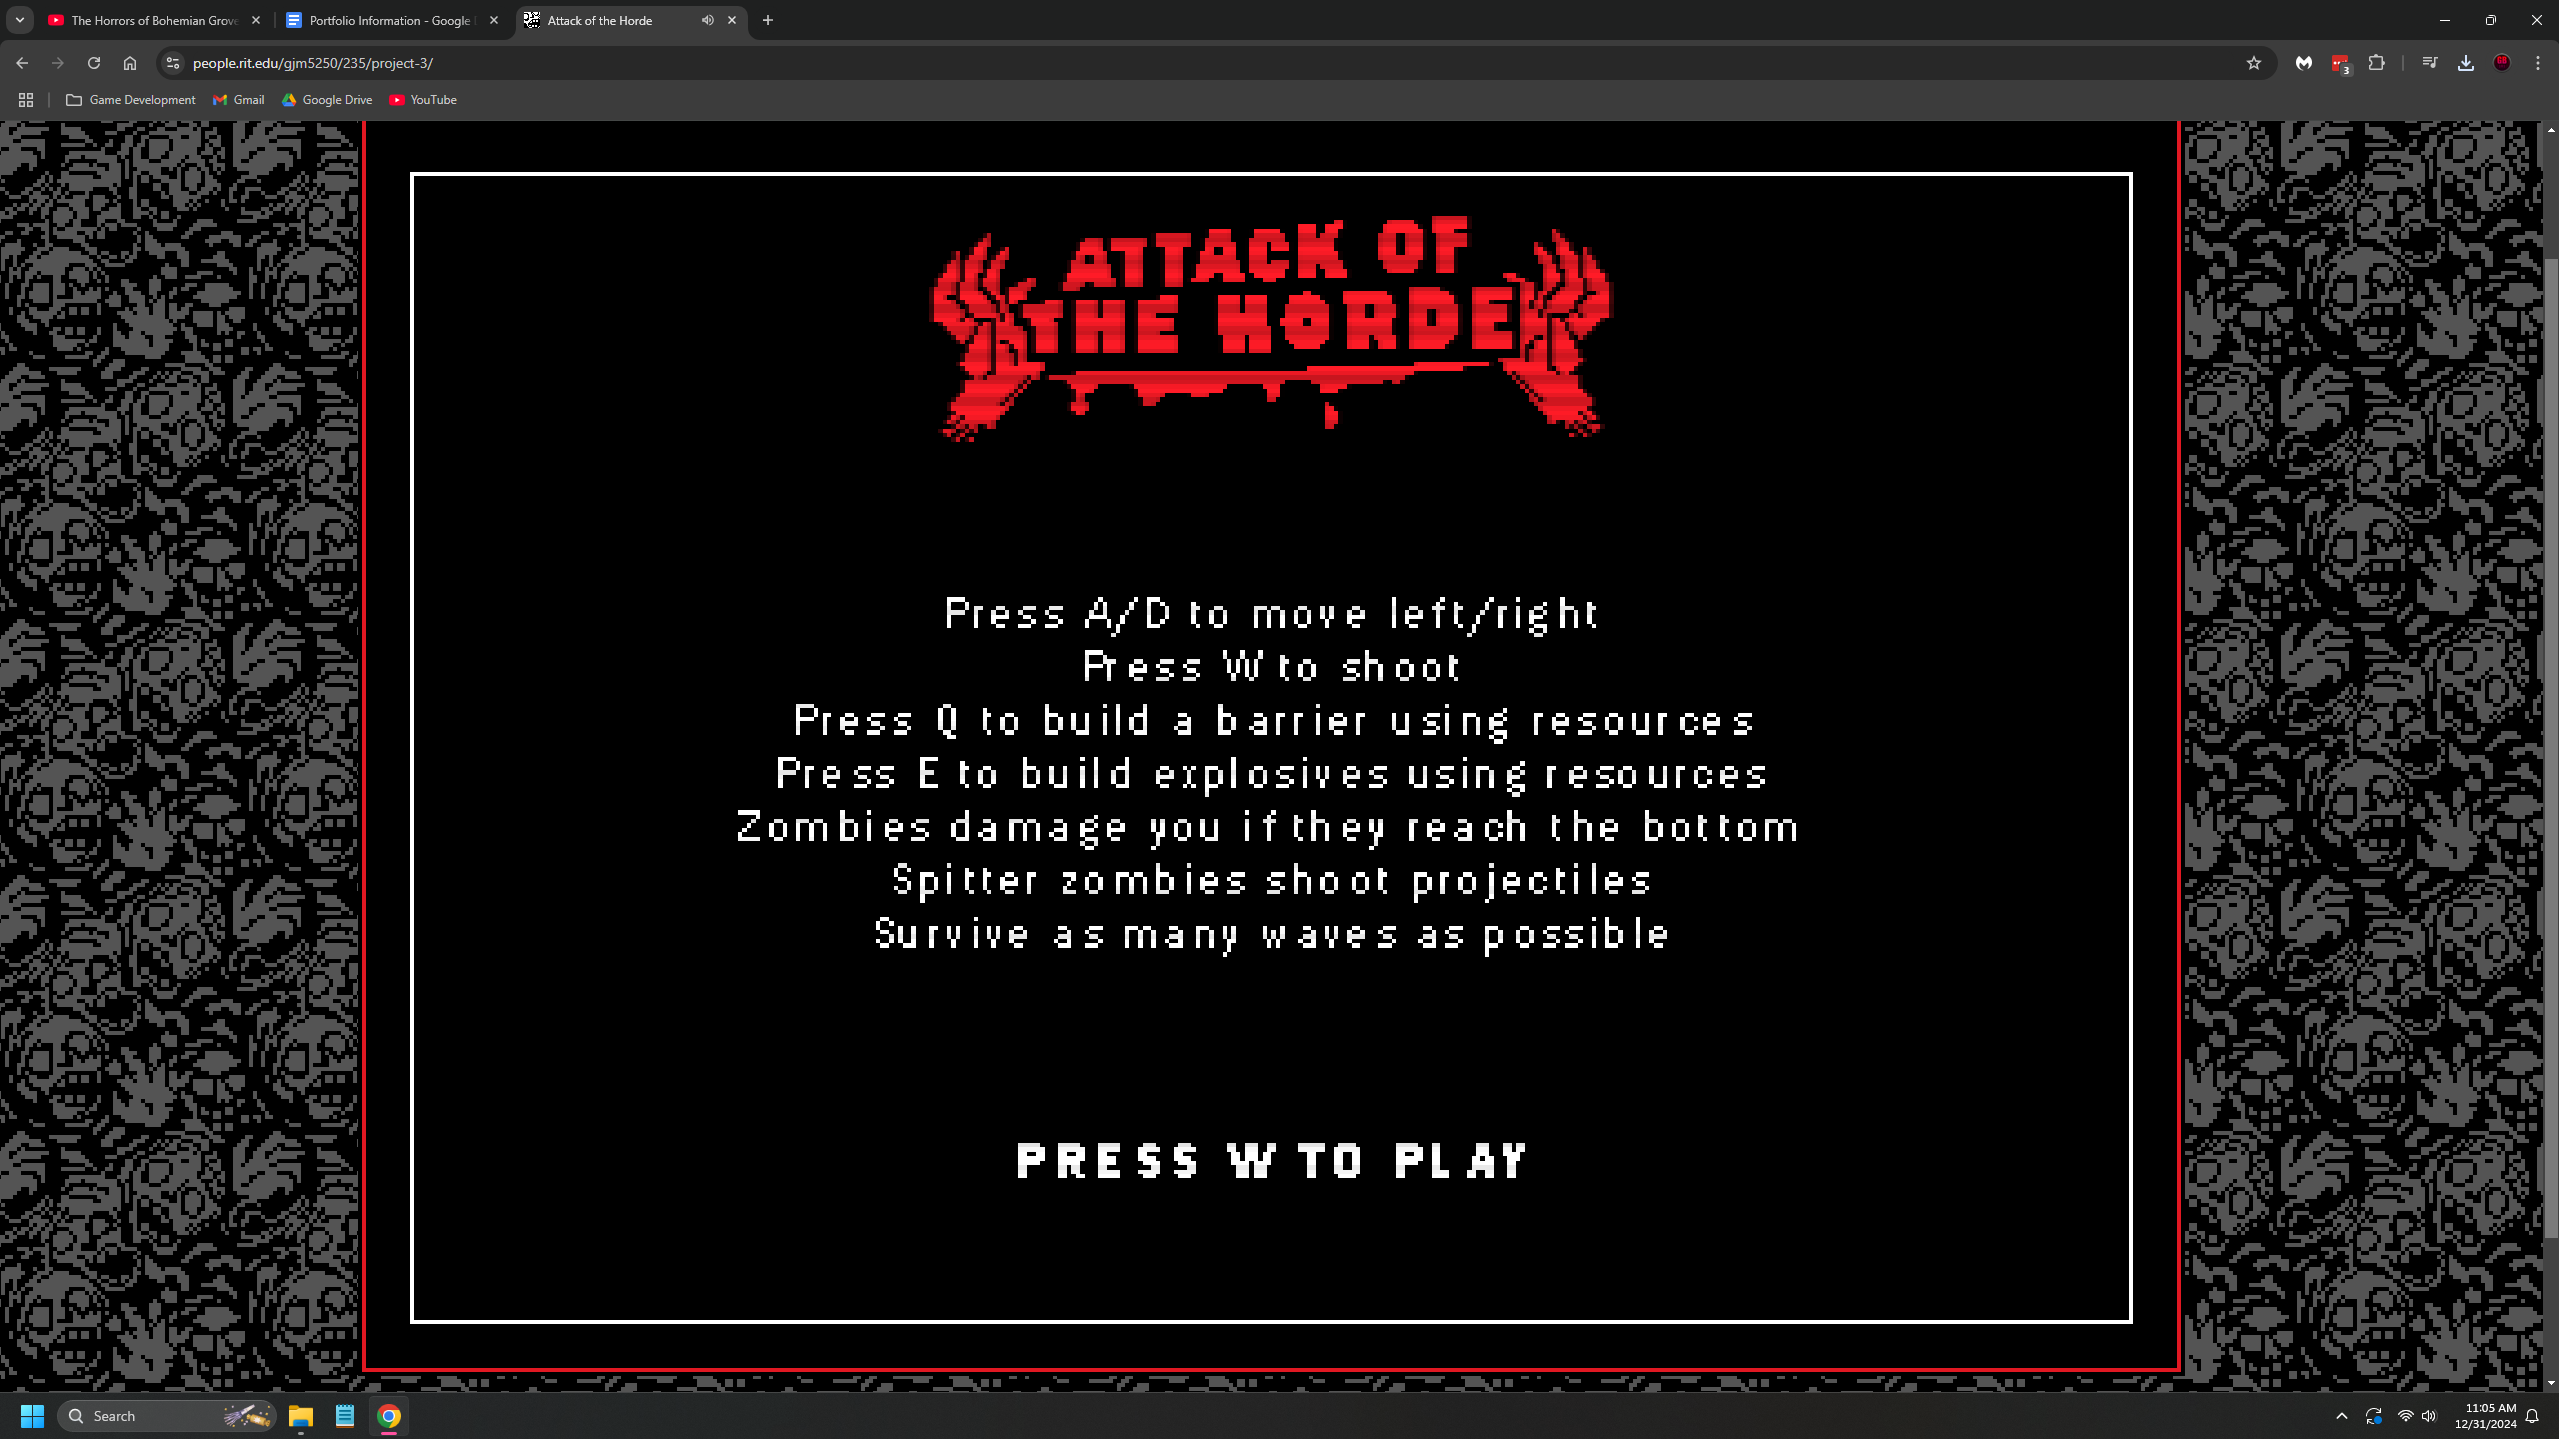 The Horrors of Bohemian Grove
Portfolio Information - Google
Attack of the Horde
people.rit.edu/gjm5250/235/project-3/
3
Game Development
Gmail
Google Drive
YouTube
ATTACK OF
THE HORDE
Press A/D to move left/right
Press W to shoot
Press Q to build a barrier using resources
Press E to build explosives using resources
Zombies damage you if they reach the bottom
Spitter zombies shoot projectiles
Survive as many waves as possible
PRESS W TO PLAY
Search
11:05 AM
12/31/2024